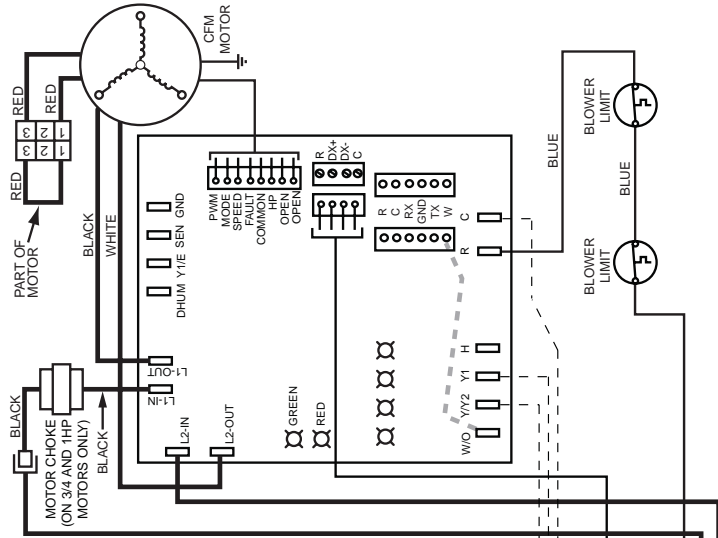 CFM
MOTOR
RED
RED
3 2 1
3 2 1
RED
PART OF
MOTOR
BLACK
WHITE
PWM
MODE
SPEED
FAULT
COMMON
HP
OPEN
OPEN
R
DX+
DX-
C
R
C
RX
GND
TX
W
C
R
BLUE
BLOWER
LIMIT
BLUE
BLOWER
LIMIT
GND
SEN
Y1/E
DHUM
L1-OUT
L1-IN
L2-IN
L2-OUT
GREEN
RED
H
Y1
Y/Y2
W/O
BLACK
MOTOR CHOKE
(ON 3/4 AND 1HP
MOTORS ONLY)
BLACK